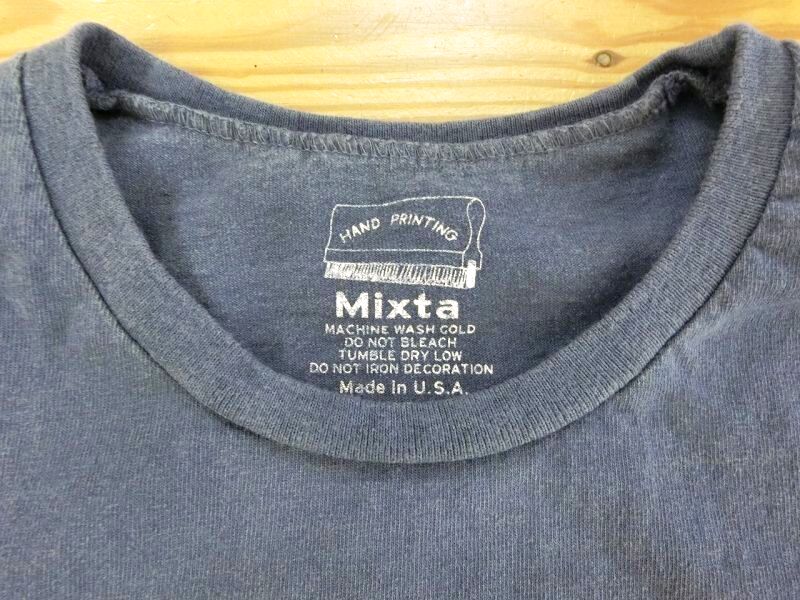 HAND PRINTING
Mixta
MACHINE WASH COLD
DO NOT BLEACH
TUMBLE DRY LOW
DO NOT IRON DECORATION
Made In U.S.A.